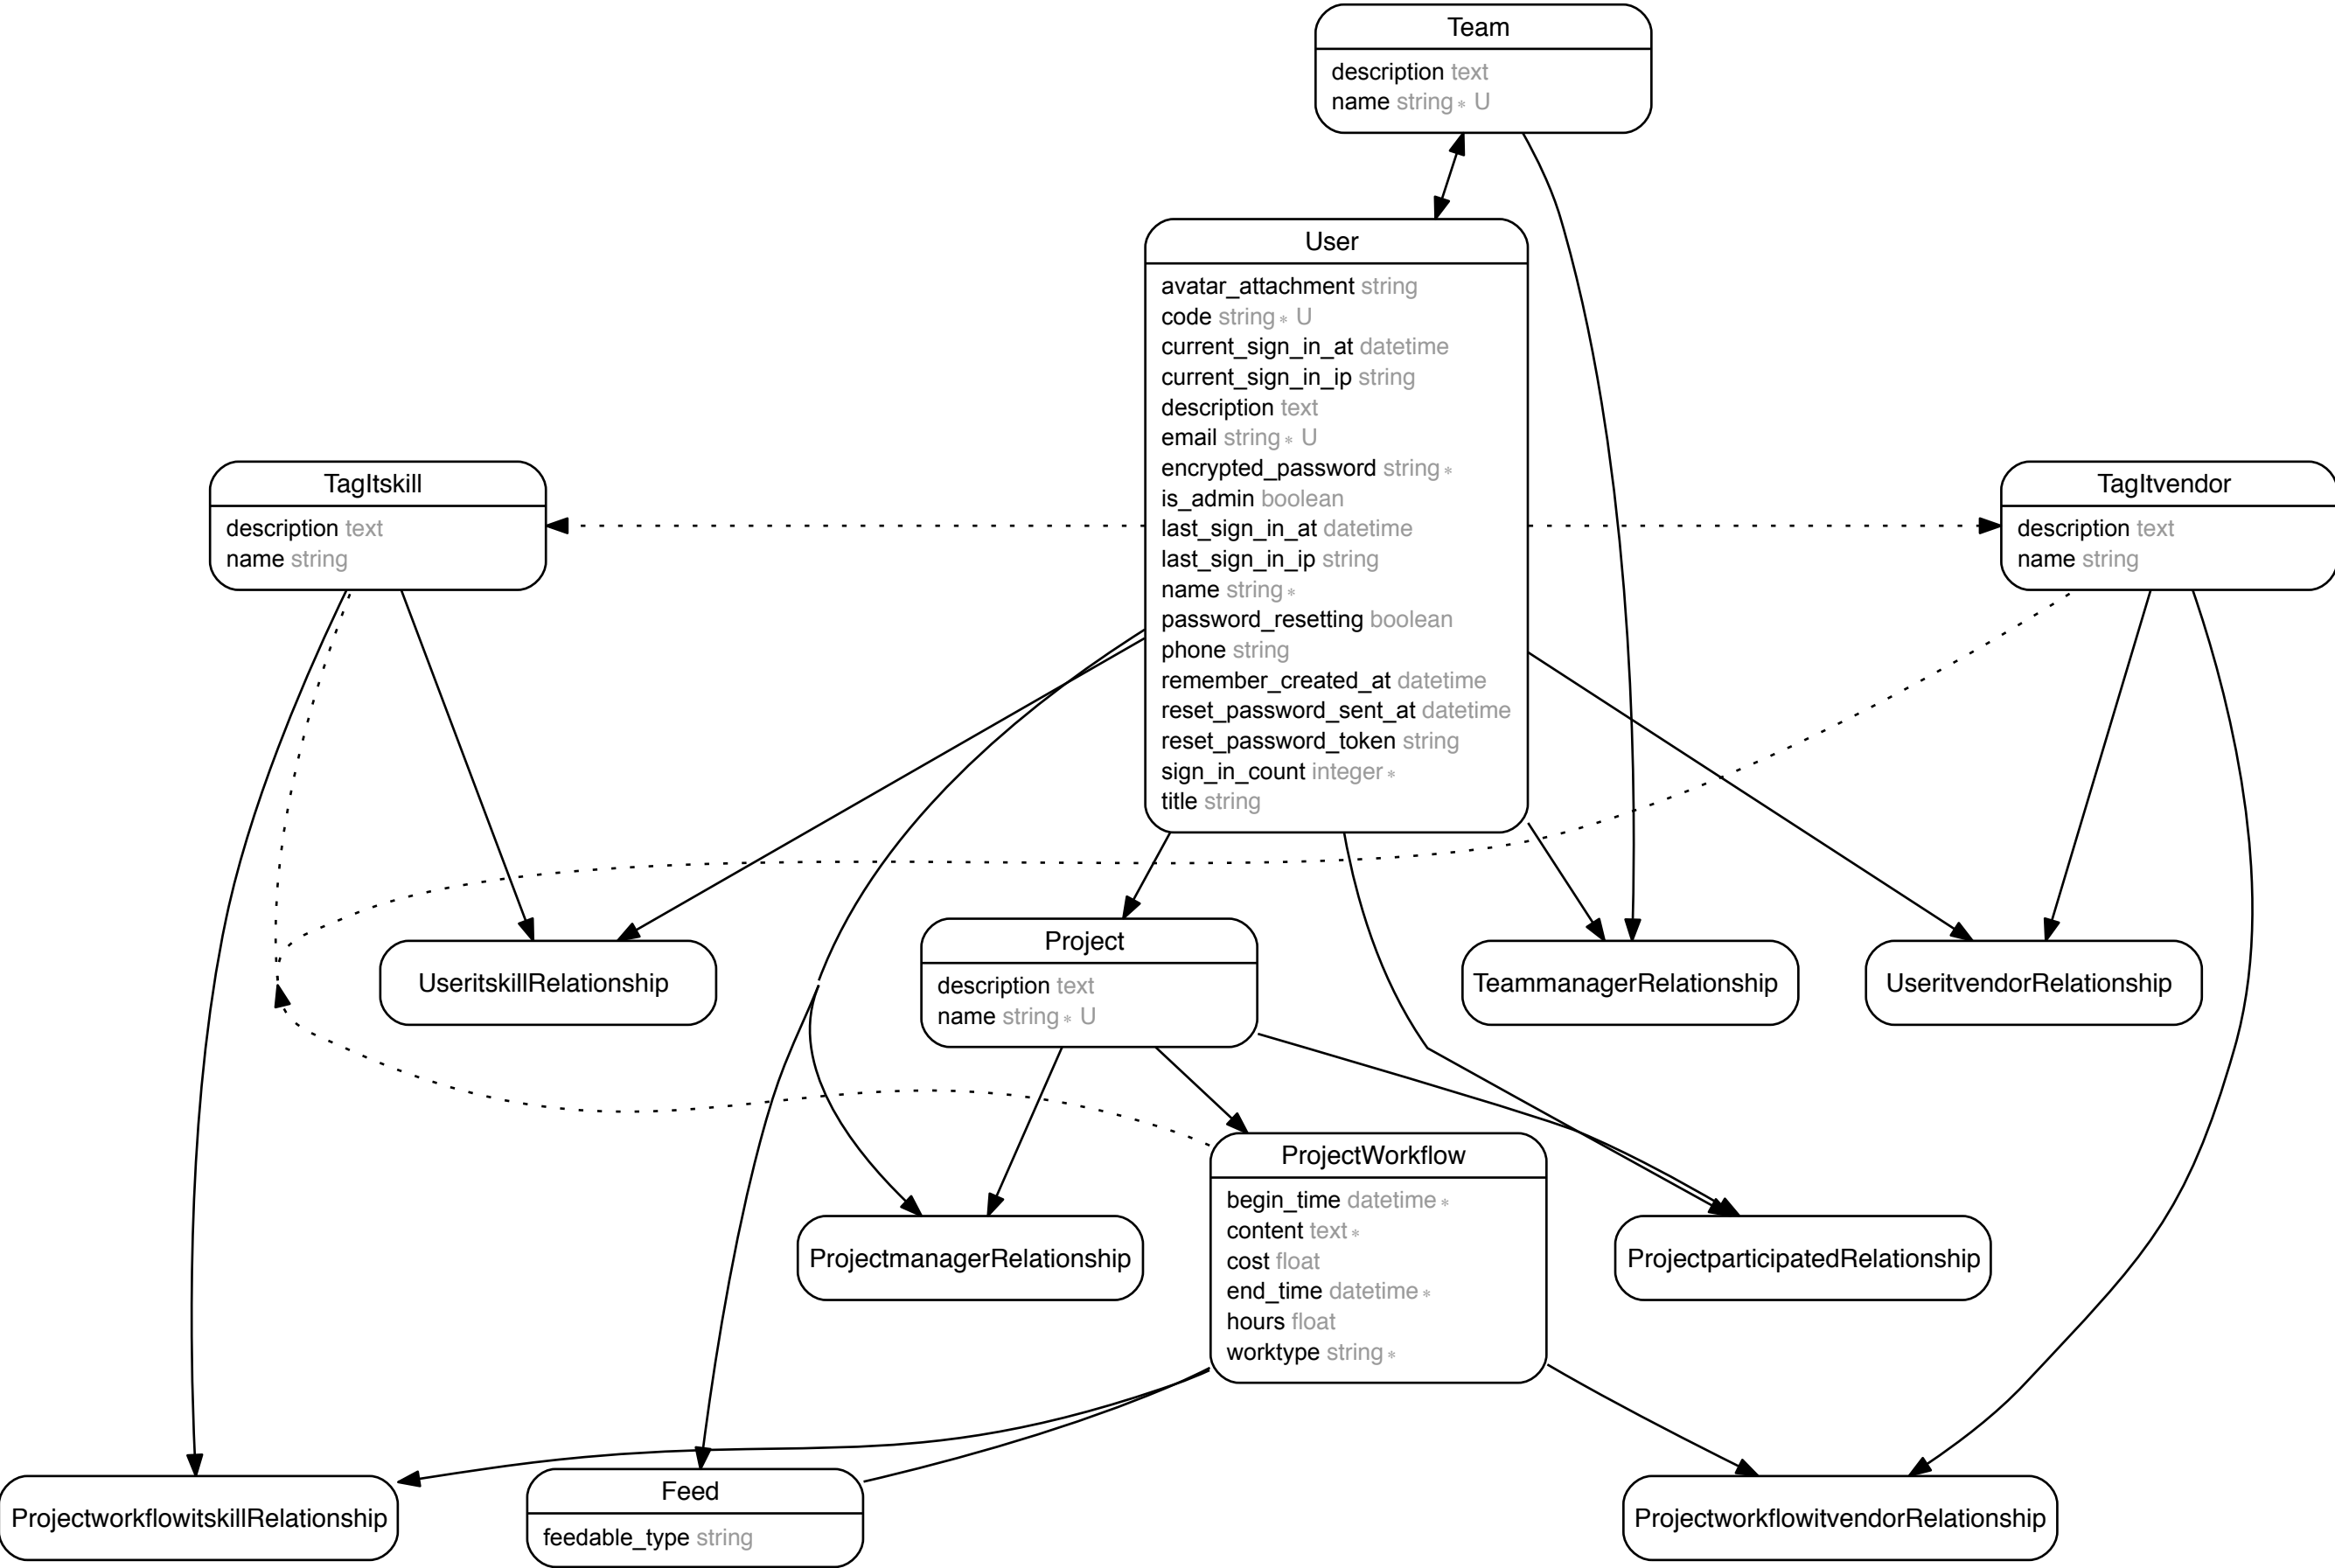 Team
description text
name string * U
User
avatar_attachment string
code string * U
current_sign_in_at datetime
current_sign_in_ip string
description text
email string * U
encrypted_password string *
is_admin boolean
last_sign_in_at datetime
last_sign_in_ip string
name string *
password_resetting boolean
phone string
remember_created_at datetime
reset_password_sent_at datetime
reset_password_token string
sign_in_count integer *
title string
TagItskill
description text
name string
TagItvendor
description text
name string
UseritskillRelationship
Project
description text
name string * U
TeammanagerRelationship
UseritvendorRelationship
ProjectWorkflow
begin_time datetime *
content text *
cost float
end_time datetime *
hours float
worktype string *
ProjectmanagerRelationship
ProjectparticipatedRelationship
ProjectworkflowitskillRelationship
Feed
feedable_type string
ProjectworkflowitvendorRelationship